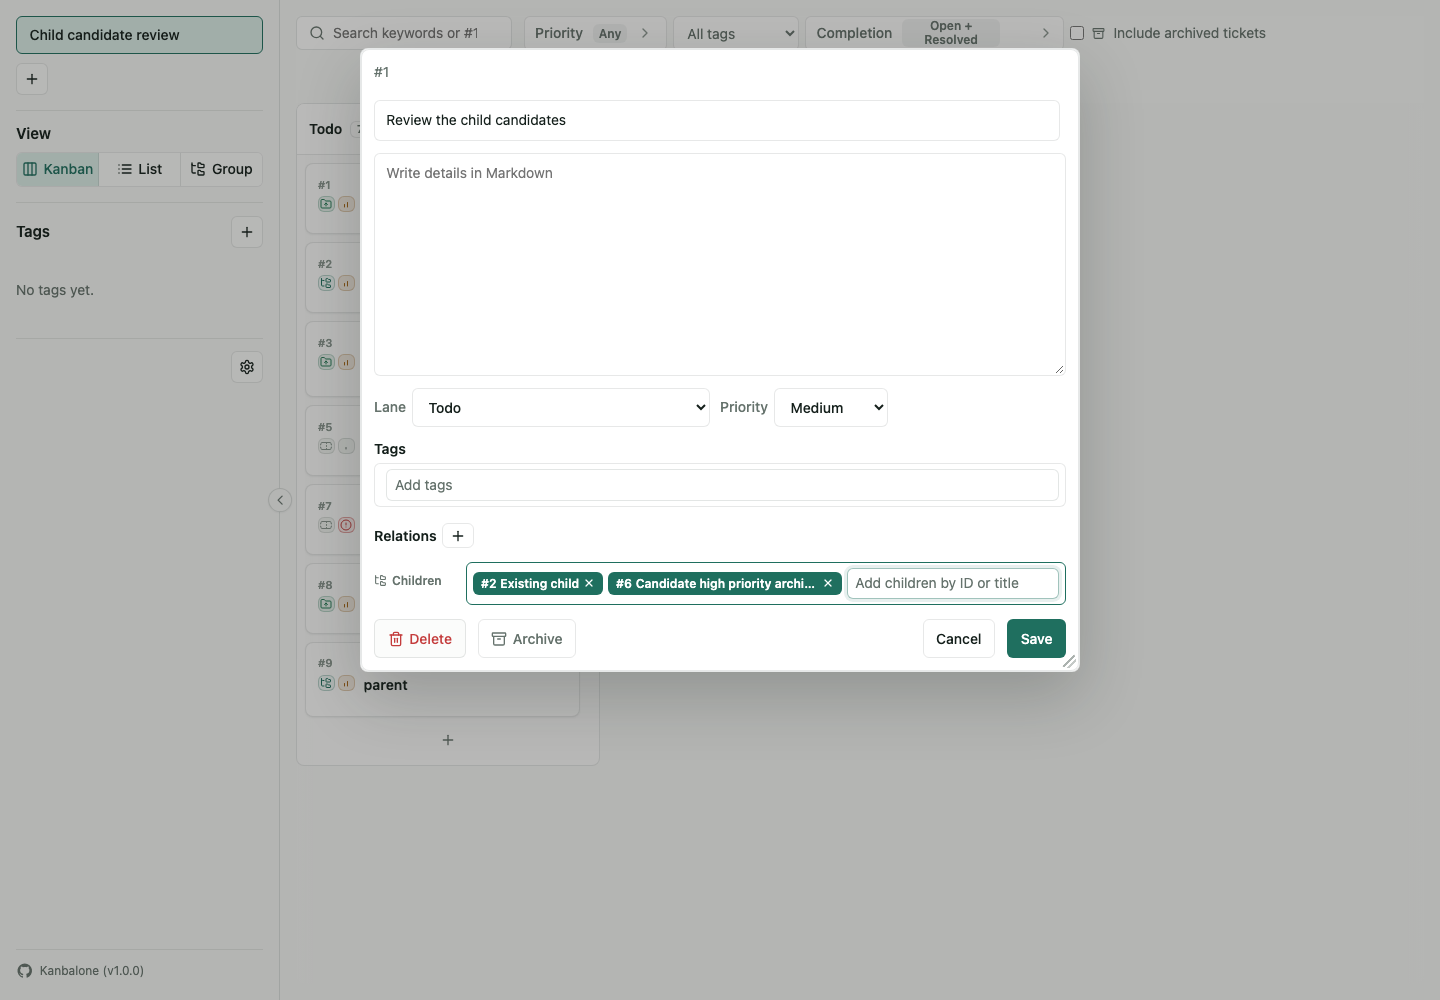 Child candidate review
View
Kanban
List
Group
Tags
No tags yet.
Kanbalone (v1.0.0)
Search keywords or #1
Priority
Any
All tags
Completion
Open +
Resolved
Include archived tickets
Todo
#1
#2
#3
#5
#7
#8
#9
parent
#1
Review the child candidates
Write details in Markdown
Lane
Todo
Priority
Medium
Tags
Add tags
Relations
Children
#2 Existing child
#6 Candidate high priority archi...
Add children by ID or title
Delete
Archive
Cancel
Save